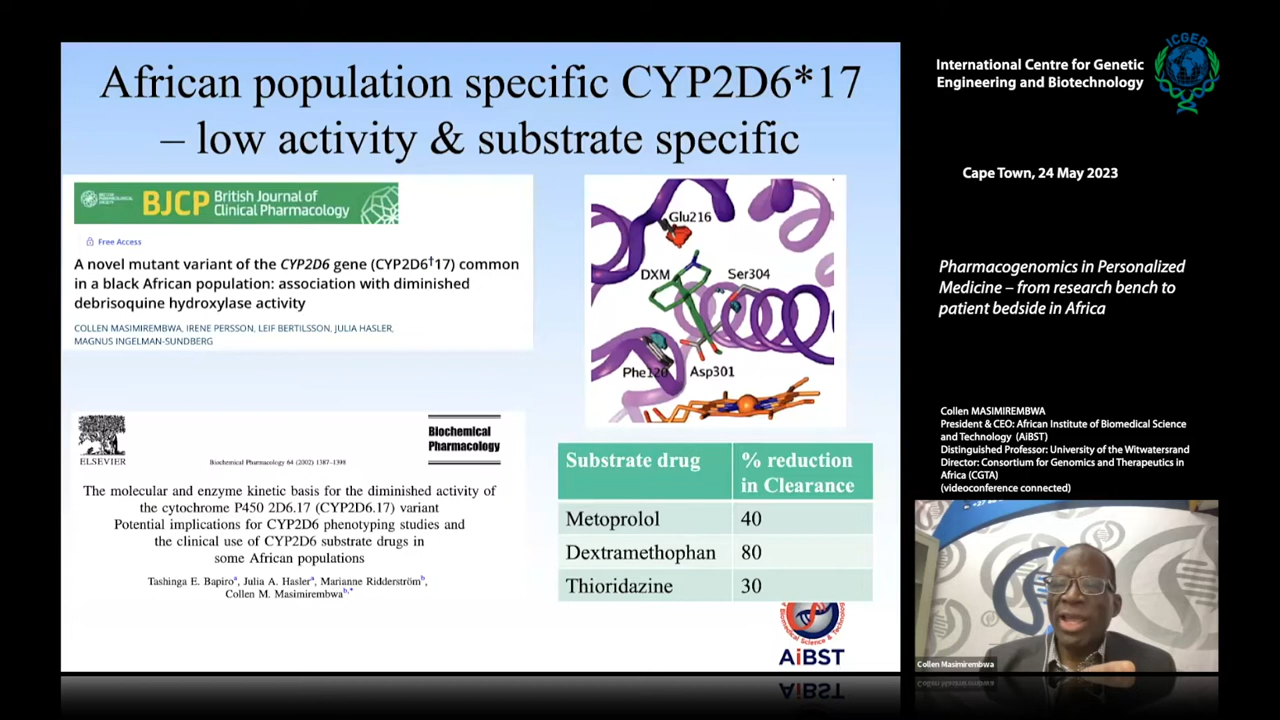 African population specific CYP2D6*17
– low activity & substrate specific
BJCP British Journal of
Clinical Pharmacology
Free Access
A novel mutant variant of the CYP2D6 gene (CYP2D6†17) common
in a black African population: association with diminished
debrisoquine hydroxylase activity
COLLEN MASIMIREMBWA, IRENE PERSSON, LEIF BERTILSSON, JULIA HASLER,
MAGNUS INGELMAN-SUNDBERG
Glu216
DXM
Ser304
Phe120
Asp301
ELSEVIER
Biochemical Pharmacology 64 (2002) 1387–1398
Biochemical
Pharmacology
The molecular and enzyme kinetic basis for the diminished activity of
the cytochrome P450 2D6.17 (CYP2D6.17) variant
Potential implications for CYP2D6 phenotyping studies and
the clinical use of CYP2D6 substrate drugs in
some African populations
Tashinga E. Bapiroª, Julia A. Haslerª, Marianne Ridderströmᵇ,
Collen M. Masimirembwaᵇ,*
Substrate drug % reduction
in Clearance
Metoprolol 40
Dextramethophan 80
Thioridazine 30
AiBST
International Centre for Genetic
Engineering and Biotechnology
ICGEB
Cape Town, 24 May 2023
Pharmacogenomics in Personalized
Medicine – from research bench to
patient bedside in Africa
Collen MASIMIREMBWA
President & CEO: African Institute of Biomedical Science
and Technology (AiBST)
Distinguished Professor: University of the Witwatersrand
Director: Consortium for Genomics and Therapeutics in
Africa (CGTA)
(videoconference connected)
Collen Masimirembwa